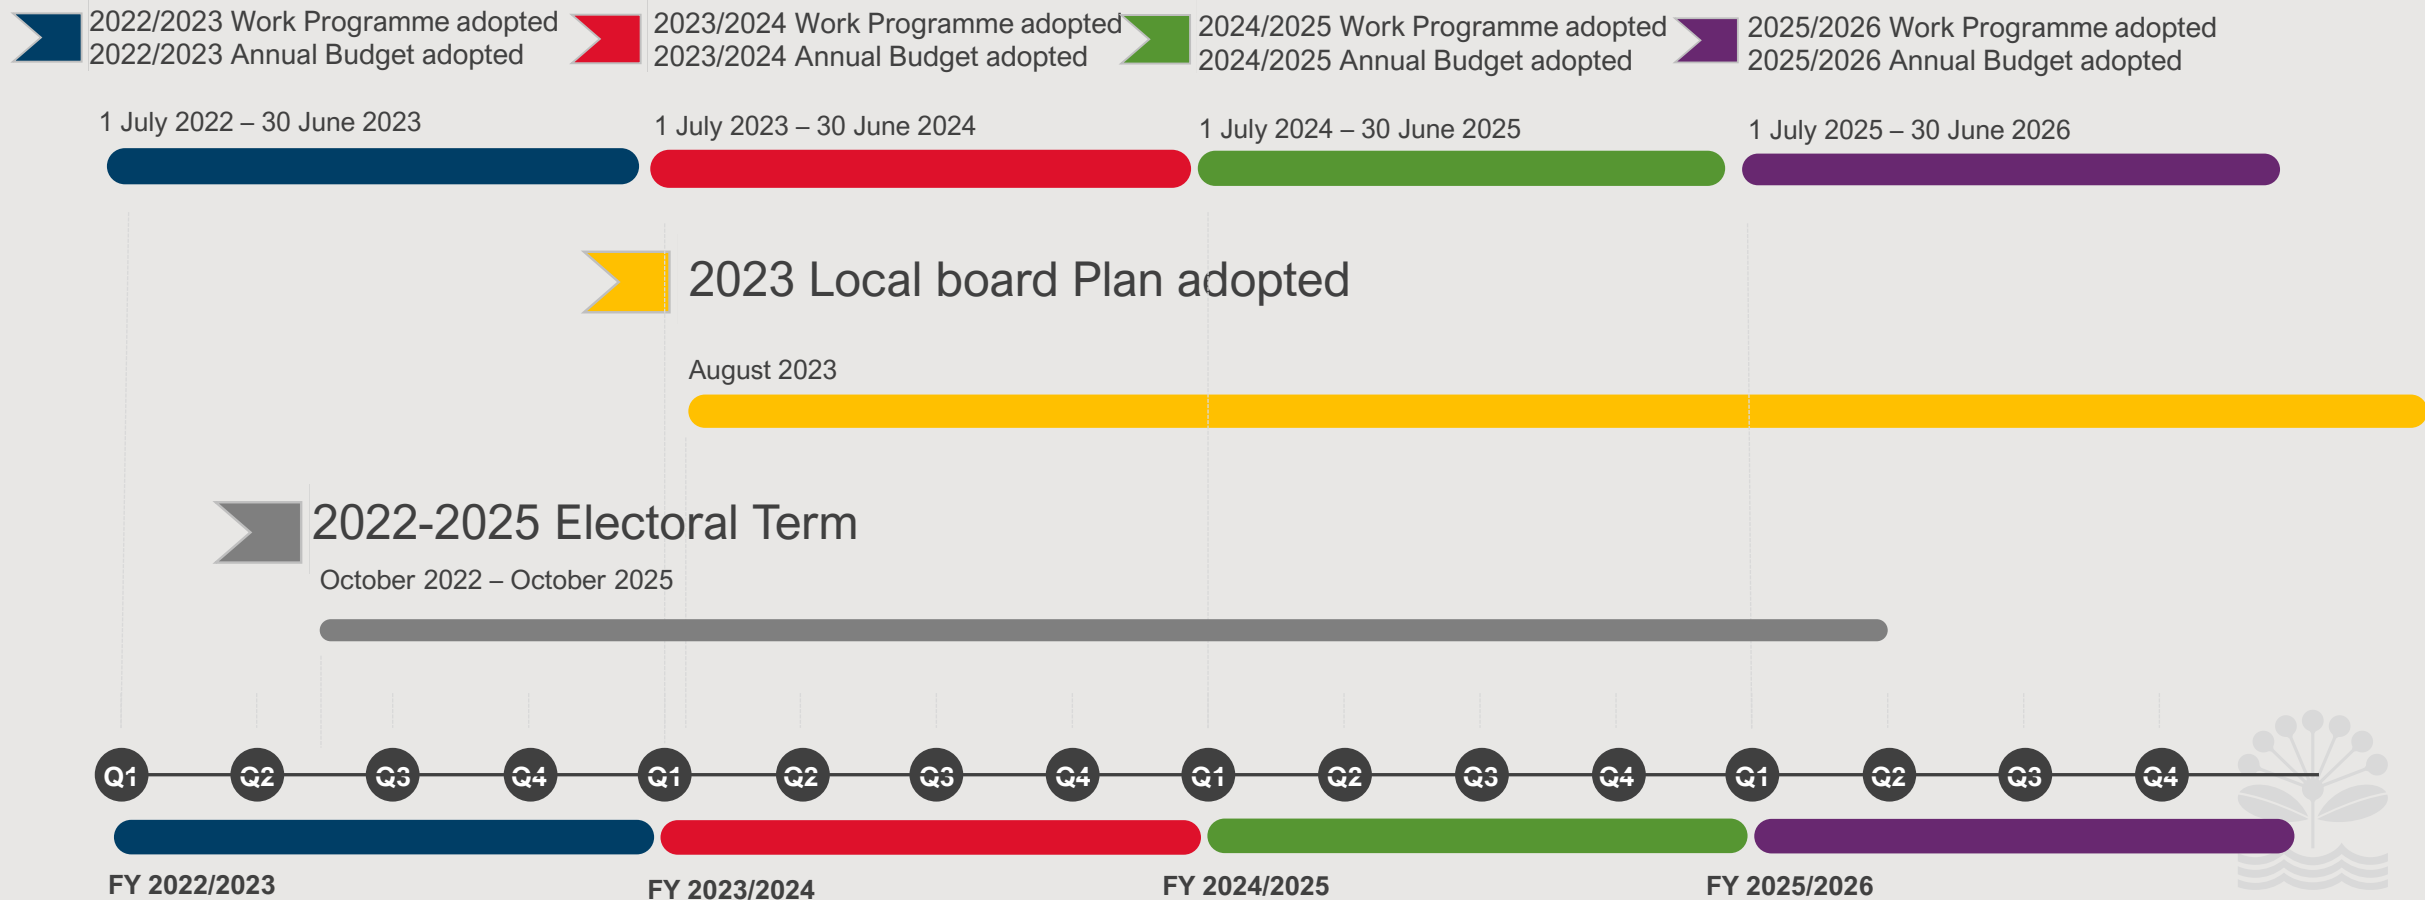 2022/2023 Work Programme adopted
2022/2023 Annual Budget adopted
2023/2024 Work Programme adopted
2023/2024 Annual Budget adopted
2024/2025 Work Programme adopted
2024/2025 Annual Budget adopted
2025/2026 Work Programme adopted
2025/2026 Annual Budget adopted
1 July 2022 – 30 June 2023
1 July 2023 – 30 June 2024
1 July 2024 – 30 June 2025
1 July 2025 – 30 June 2026
2023 Local board Plan adopted
August 2023
2022-2025 Electoral Term
October 2022 – October 2025
Q1 Q2 Q3 Q4 Q1 Q2 Q3 Q4 Q1 Q2 Q3 Q4 Q1 Q2 Q3 Q4
FY 2022/2023
FY 2023/2024
FY 2024/2025
FY 2025/2026